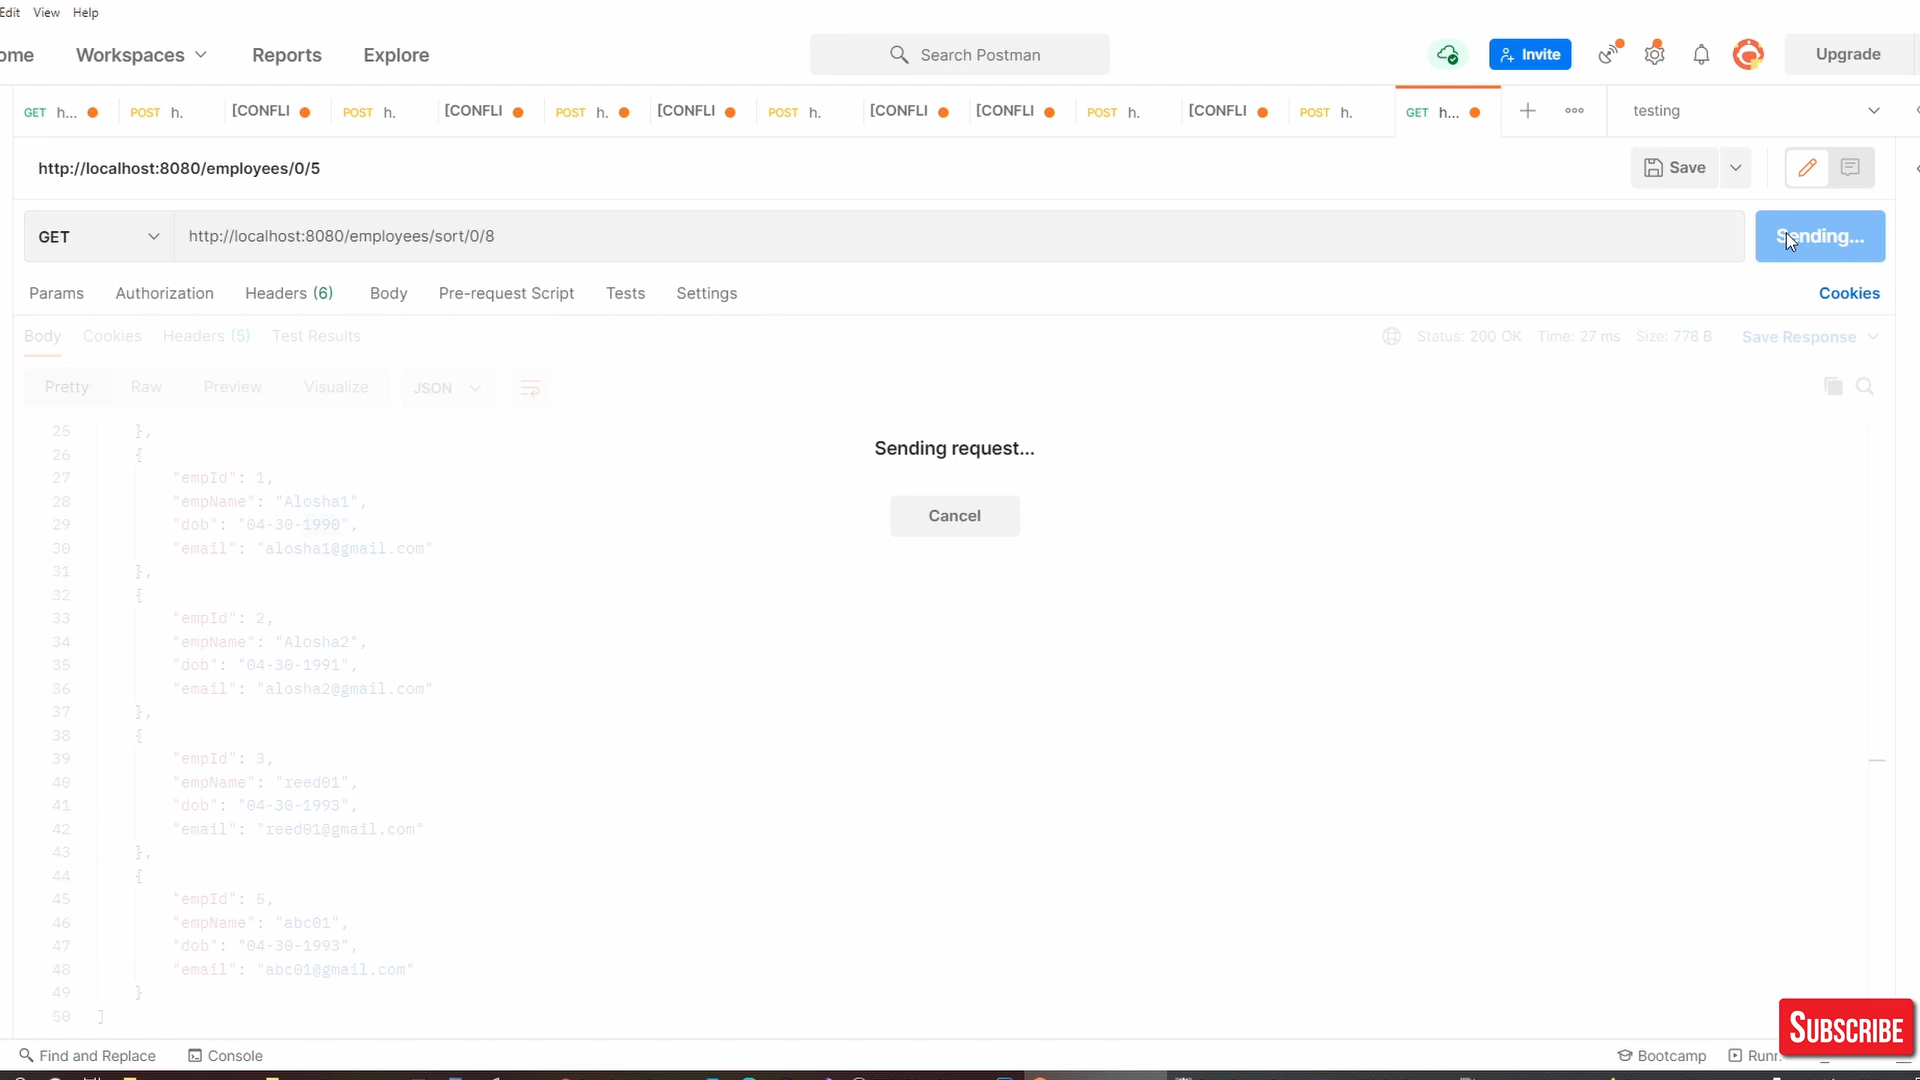 Edit View Help
ome Workspaces Reports Explore Search Postman Invite Upgrade
GET h... POST h. [CONFLI POST h. [CONFLI POST h. [CONFLI POST h. [CONFLI [CONFLI POST h. [CONFLI POST h. GET h... testing
http://localhost:8080/employees/0/5 Save
GET http://localhost:8080/employees/sort/0/8 Sending...
Params Authorization Headers (6) Body Pre-request Script Tests Settings Cookies
Body Cookies Headers (5) Test Results Status: 200 OK Time: 27 ms Size: 778 B Save Response
Pretty Raw Preview Visualize JSON
Sending request...
Cancel
25 },
26 {
27 "empId": 1,
28 "empName": "Alosha1",
29 "dob": "04-30-1990",
30 "email": "alosha1@gmail.com"
31 },
32 {
33 "empId": 2,
34 "empName": "Alosha2",
35 "dob": "04-30-1991",
36 "email": "alosha2@gmail.com"
37 },
38 {
39 "empId": 3,
40 "empName": "reed01",
41 "dob": "04-30-1993",
42 "email": "reed01@gmail.com"
43 },
44 {
45 "empId": 5,
46 "empName": "abc01",
47 "dob": "04-30-1993",
48 "email": "abc01@gmail.com"
49 }
50 ]
SUBSCRIBE
Find and Replace Console Bootcamp